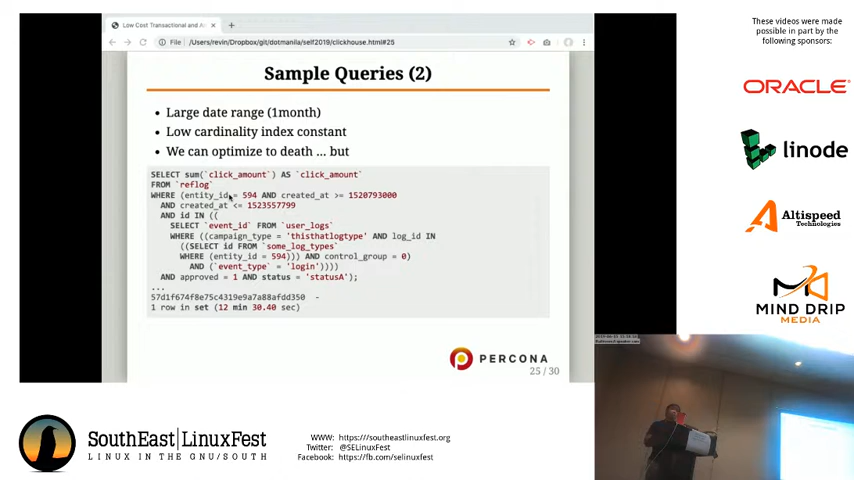 Low Cost Transactional and An
File
/Users/revin/Dropbox/git/dotmanila/self2019/clickhouse.html#25
Sample Queries (2)
• Large date range (1month)
• Low cardinality index constant
• We can optimize to death ... but
SELECT sum(`click_amount`) AS `click_amount`
FROM `reflog`
WHERE (entity_id = 594 AND created_at >= 1520793000
AND created_at <= 1523557799
AND id IN ((
SELECT `event_id` FROM `user_logs`
WHERE ((campaign_type = 'thisthatlogtype' AND log_id IN
((SELECT id FROM `some_log_types`
WHERE (entity_id = 594))) AND control_group = 0)
AND (`event_type` = 'login'))))
AND approved = 1 AND status = 'statusA');
...
57d1f674f8e75c4319e9a7a88afdd350 -
1 row in set (12 min 30.40 sec)
PERCONA
25 / 30
These videos were made
possible in part by the
following sponsors:
ORACLE
linode
Altispeed
Technologies
MIND DRIP
MEDIA
SouthEast LinuxFest
LINUX IN THE GNU/SOUTH
WWW: https://southeastlinuxfest.org
Twitter: @SELinuxFest
Facebook: https://fb.com/selinuxfest